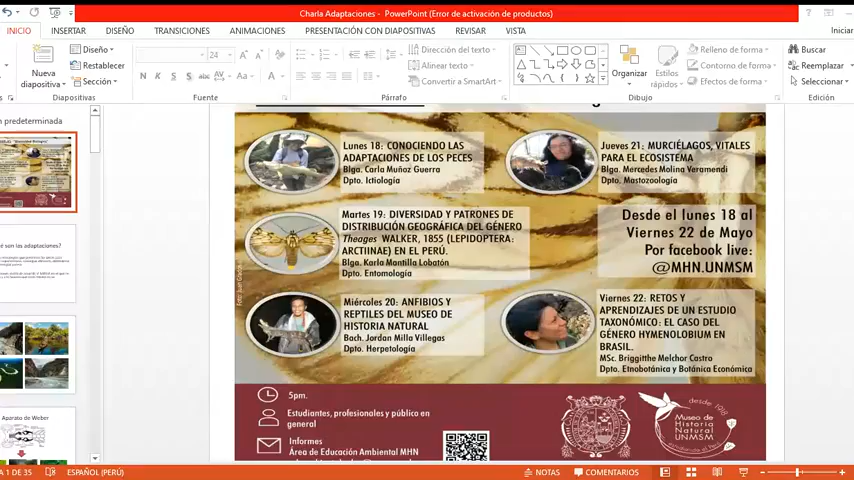 Charla Adaptaciones - PowerPoint (Error de activación de productos)
INICIO INSERTAR DISEÑO TRANSICIONES ANIMACIONES PRESENTACIÓN CON DIAPOSITIVAS REVISAR VISTA Iniciar
Nueva diapositiva
Diseño
Restablecer
Sección
Diapositivas
24
N K S S abc
Fuente
Párrafo
Dirección del texto
Alinear texto
Convertir a SmartArt
Organizar
Estilos rápidos
Relleno de forma
Contorno de forma
Efectos de forma
Dibujo
Buscar
Reemplazar
Seleccionar
Edición
n predeterminada
é son las adaptaciones?
Aparato de Weber
Lunes 18: CONOCIENDO LAS
ADAPTACIONES DE LOS PECES
Blga. Carla Muñoz Guerra
Dpto. Ictiología
Martes 19: DIVERSIDAD Y PATRONES DE
DISTRIBUCIÓN GEOGRÁFICA DEL GÉNERO
Theages WALKER, 1855 (LEPIDOPTERA:
ARCTIINAE) EN EL PERÚ.
Blga. Karla Mantilla Lobatón
Dpto. Entomología
Miércoles 20: ANFIBIOS Y
REPTILES DEL MUSEO DE
HISTORIA NATURAL
Bach. Jordan Milla Villegas
Dpto. Herpetología
Jueves 21: MURCIÉLAGOS, VITALES
PARA EL ECOSISTEMA
Blga. Mercedes Molina Veramendi
Dpto. Mastozoología
Desde el lunes 18 al
Viernes 22 de Mayo
Por facebook live:
@MHN.UNMSM
Viernes 22: RETOS Y
APRENDIZAJES DE UN ESTUDIO
TAXONÓMICO: EL CASO DEL
GÉNERO HYMENOLOBIUM EN
BRASIL.
MSc. Briggitthe Melchor Castro
Dpto. Etnobotánica y Botánica Económica
5pm.
Estudiantes, profesionales y público en
general
Informes
Área de Educación Ambiental MHN
desde 1918
Museo de
Historia
Natural
UNMSM
A 1 DE 35 ESPAÑOL (PERÚ) NOTAS COMENTARIOS